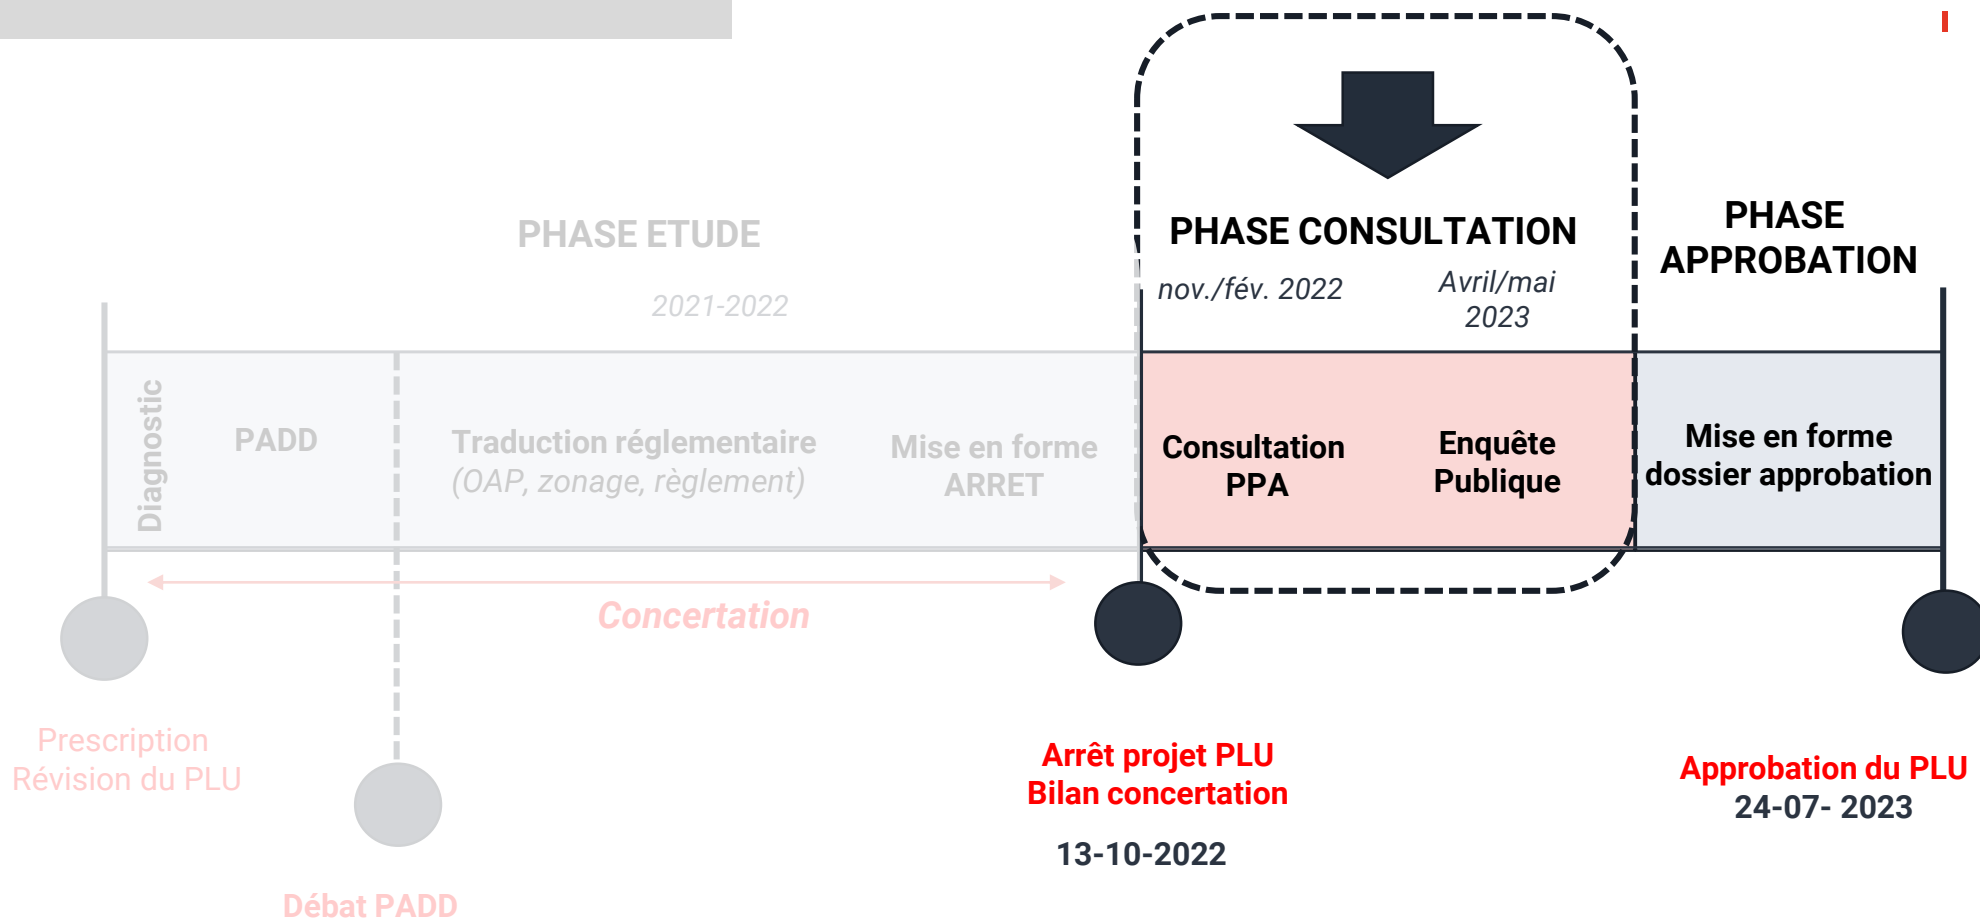 PHASE ETUDE
2021-2022
PHASE CONSULTATION
nov./fév. 2022
Avril/mai
2023
PHASE
APPROBATION
Diagnostic
PADD
Traduction réglementaire
(OAP, zonage, règlement)
Mise en forme
ARRET
Consultation
PPA
Enquête
Publique
Mise en forme
dossier approbation
Concertation
Prescription
Révision du PLU
Débat PADD
Arrêt projet PLU
Bilan concertation
13-10-2022
Approbation du PLU
24-07- 2023